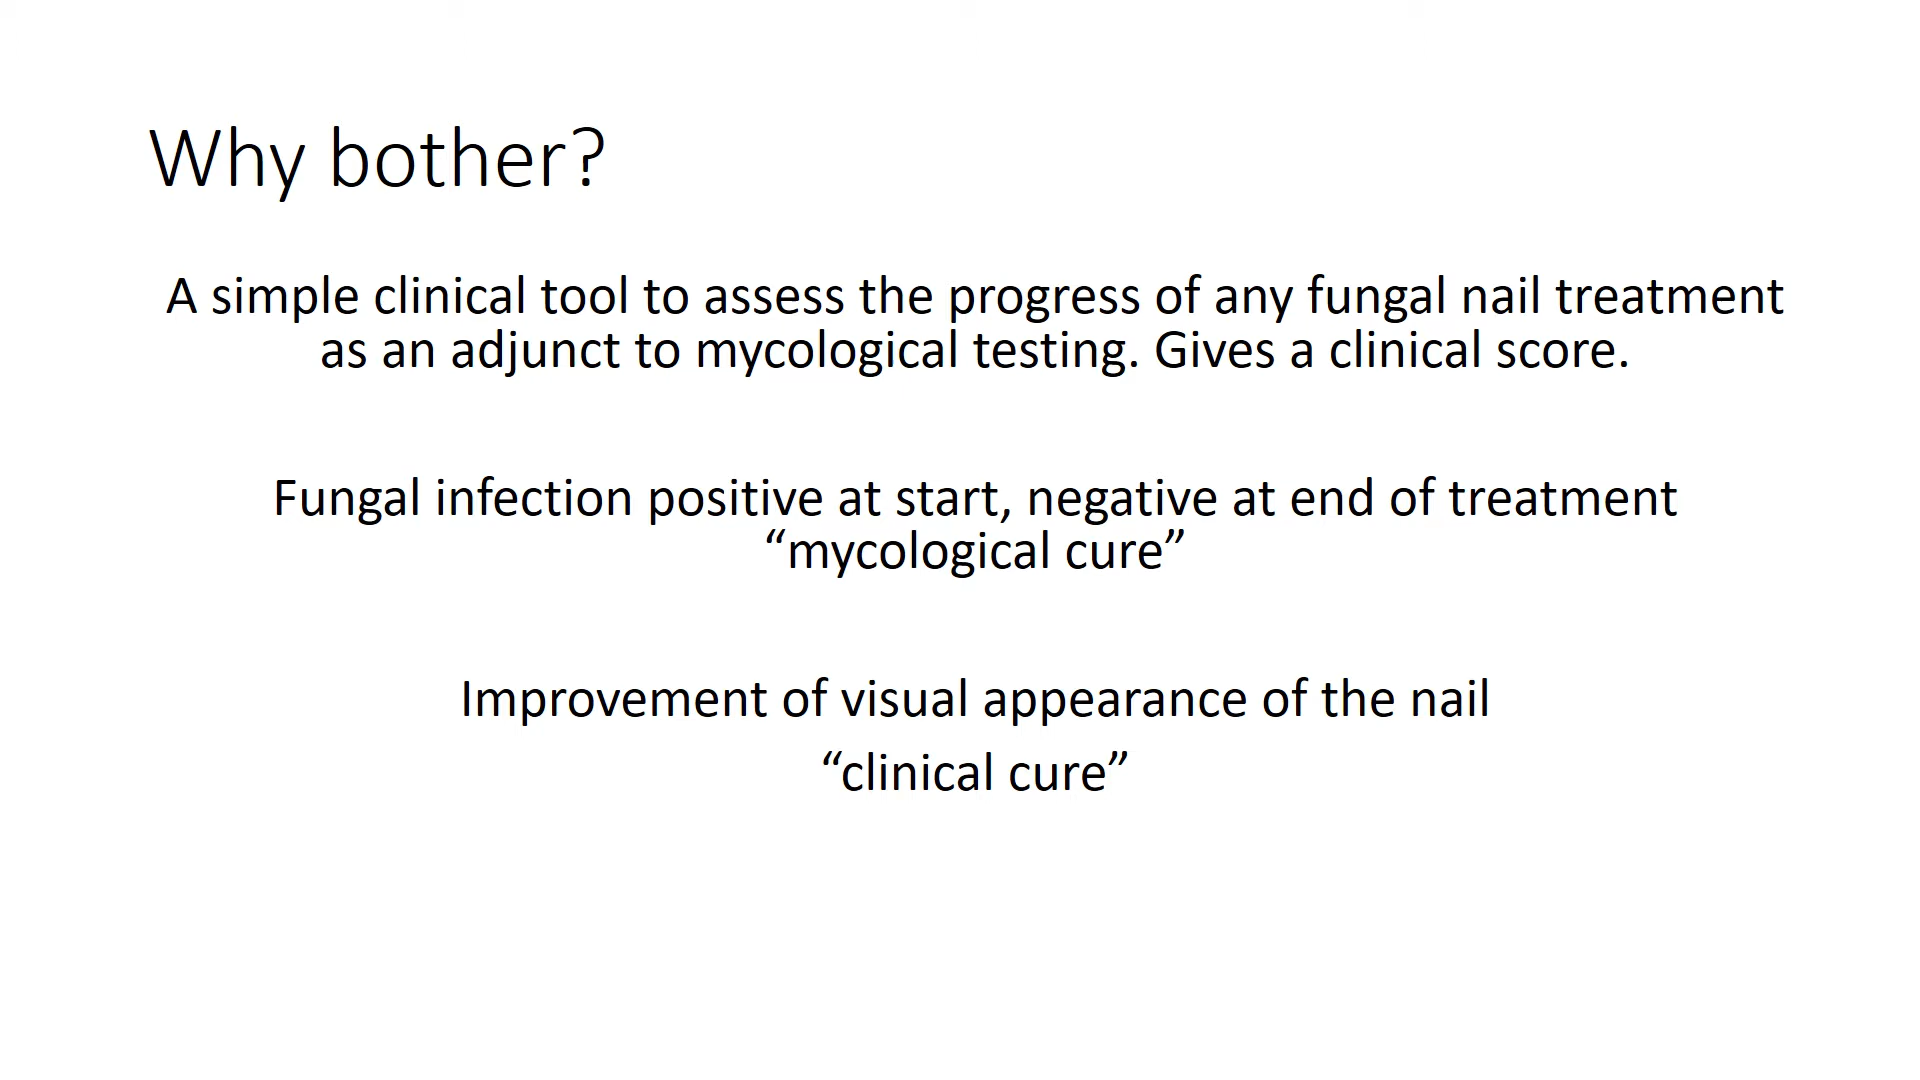 Why bother?
A simple clinical tool to assess the progress of any fungal nail treatment
as an adjunct to mycological testing. Gives a clinical score.
Fungal infection positive at start, negative at end of treatment
“mycological cure”
Improvement of visual appearance of the nail
“clinical cure”